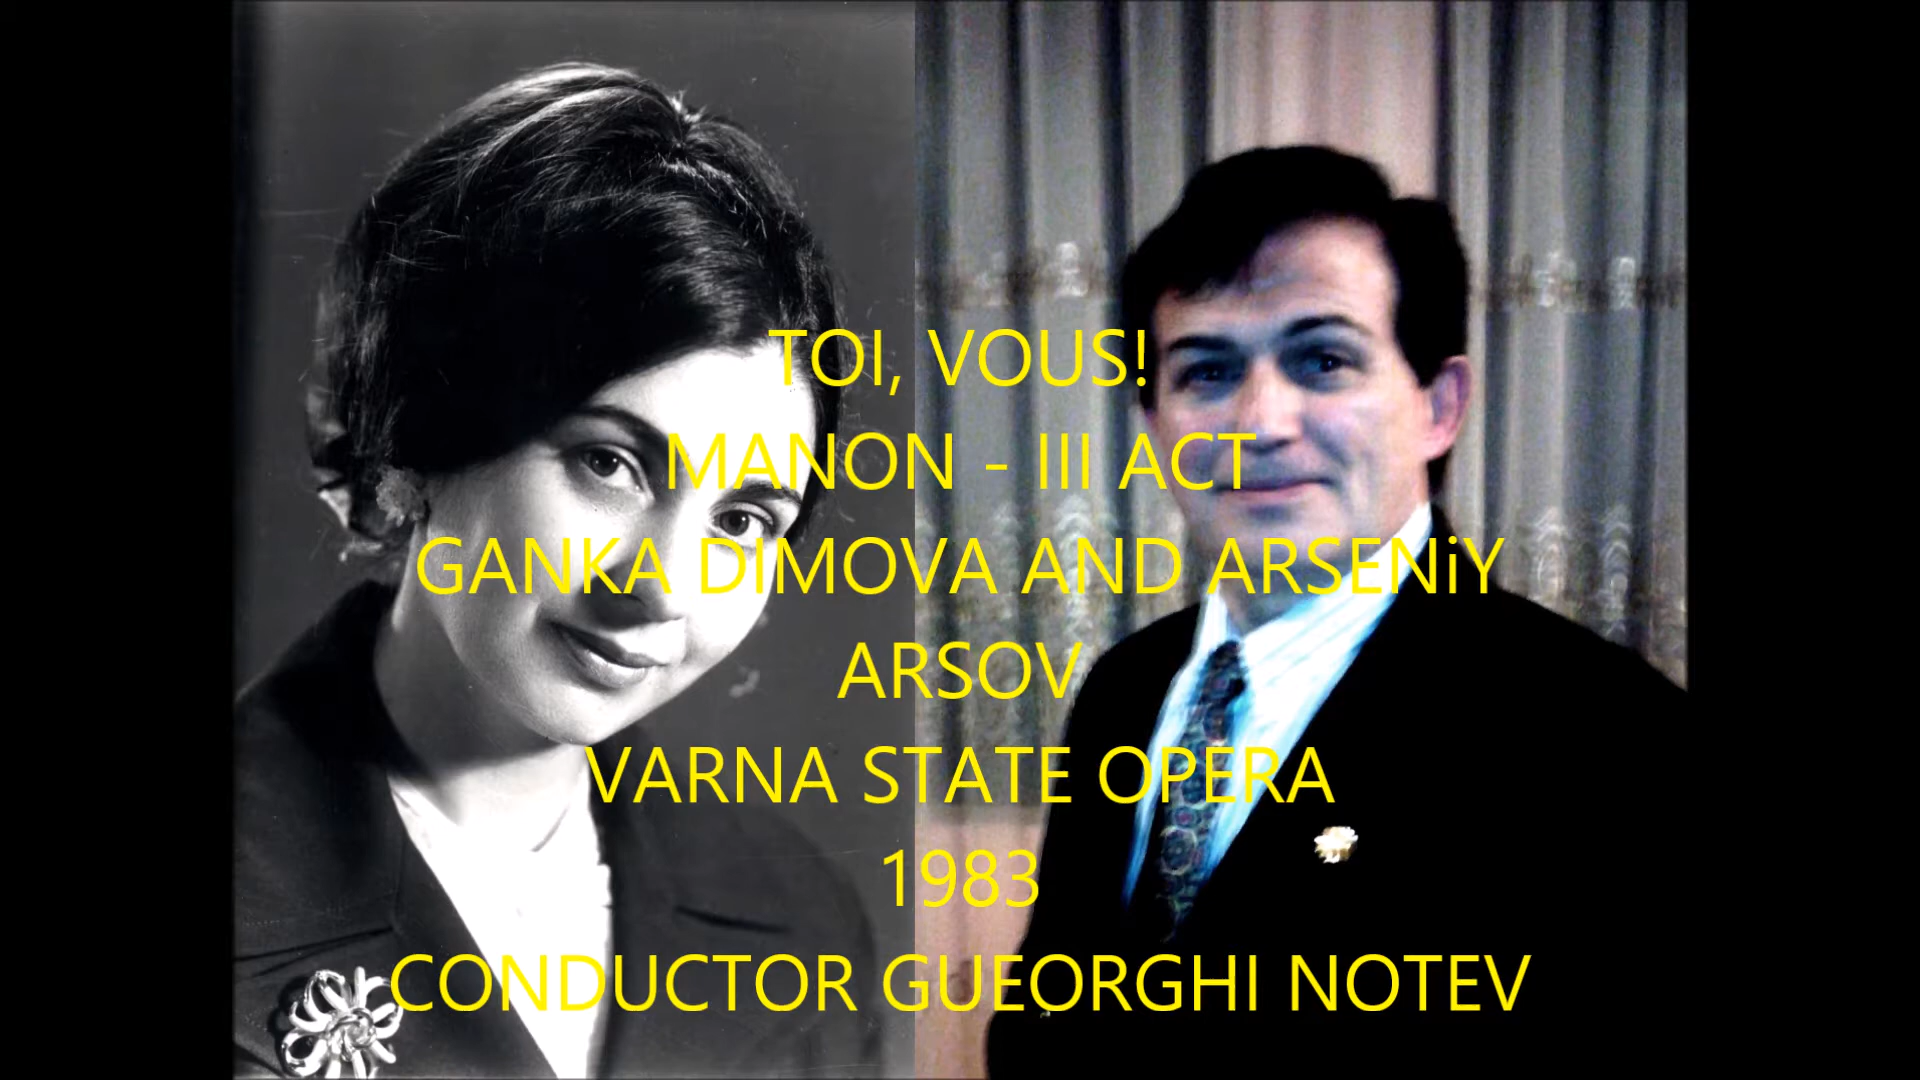 TOI, VOUS!
MANON - III ACT
GANKA DIMOVA AND ARSENiY
ARSOV
VARNA STATE OPERA
1983
CONDUCTOR GUEORGHI NOTEV